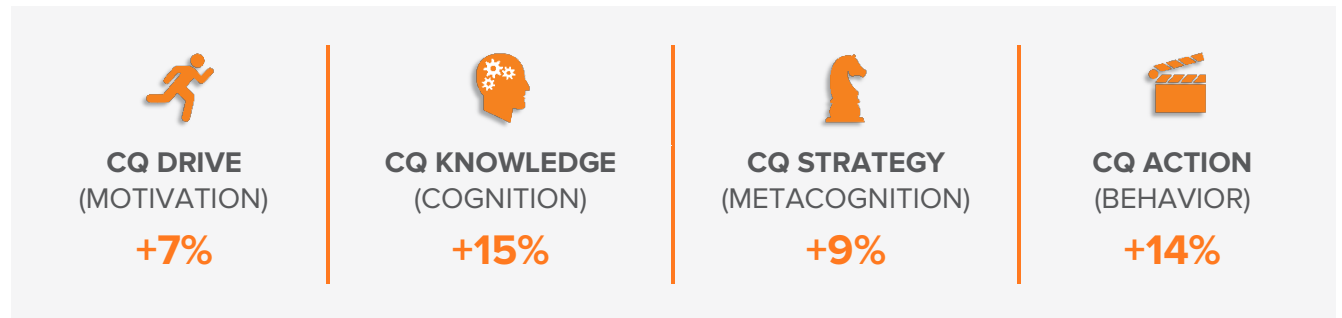 CQ DRIVE
(MOTIVATION)
+7%
CQ KNOWLEDGE
(COGNITION)
+15%
CQ STRATEGY
(METACOGNITION)
+9%
CQ ACTION
(BEHAVIOR)
+14%